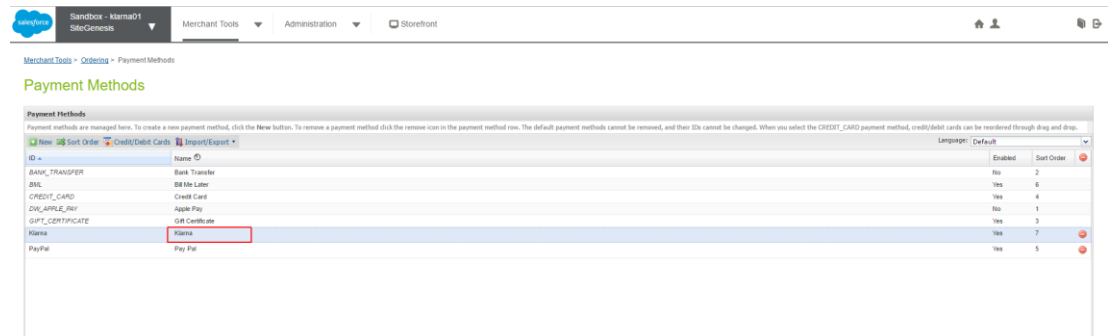 salesforce
Sandbox - klarna01
SiteGenesis
Merchant Tools
Administration
Storefront
Merchant Tools > Ordering > Payment Methods
Payment Methods
Payment Methods
Payment methods are managed here. To create a new payment method, click the New button. To remove a payment method click the remove icon in the payment method row. The default payment methods cannot be removed, and their IDs cannot be changed. When you select the CREDIT_CARD payment method, credit/debit cards can be reordered through drag and drop.
New Sort Order Credit/Debit Cards Import/Export Language: Default
ID Name Enabled Sort Order
BANK_TRANSFER Bank Transfer No 2
BML Bill Me Later Yes 6
CREDIT_CARD Credit Card Yes 4
DW_APPLE_PAY Apple Pay No 1
GIFT_CERTIFICATE Gift Certificate Yes 3
Klarna Klarna Yes 7
PayPal Pay Pal Yes 5